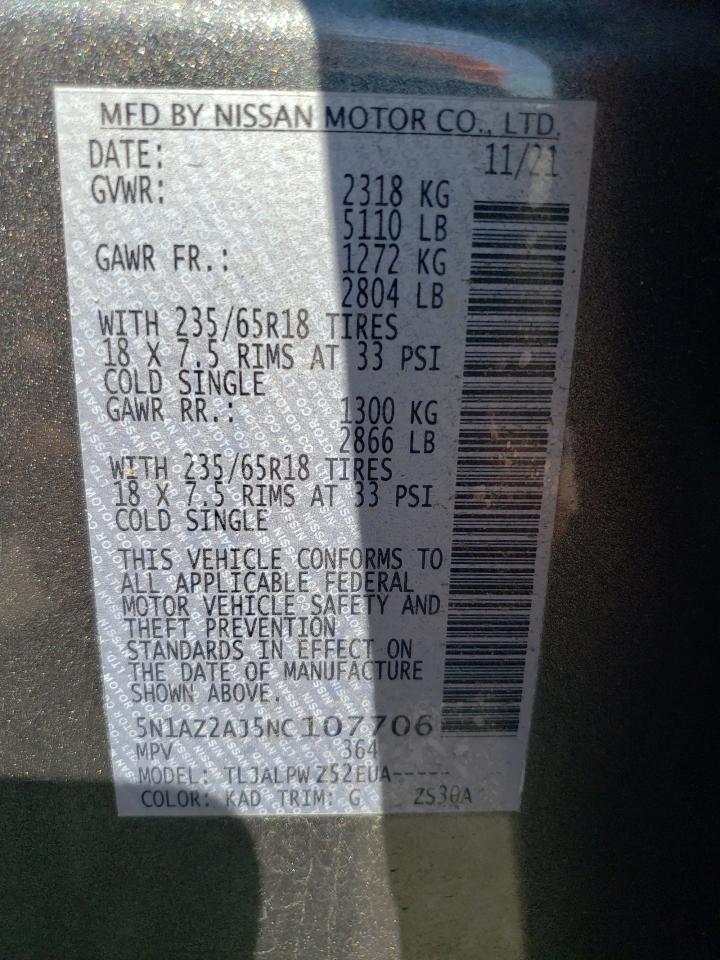 MFD BY NISSAN MOTOR CO., LTD.
DATE: 11/21
GVWR: 2318 KG
5110 LB
GAWR FR.: 1272 KG
2804 LB
WITH 235/65R18 TIRES
18 X 7.5 RIMS AT 33 PSI
COLD SINGLE
GAWR RR.: 1300 KG
2866 LB
WITH 235/65R18 TIRES
18 X 7.5 RIMS AT 33 PSI
COLD SINGLE
THIS VEHICLE CONFORMS TO
ALL APPLICABLE FEDERAL
MOTOR VEHICLE SAFETY AND
THEFT PREVENTION
STANDARDS IN EFFECT ON
THE DATE OF MANUFACTURE
SHOWN ABOVE.
5N1AZ2AJ5NC107706
MPV 364
MODEL: TLJALPWZ52EUA-----
COLOR: KAD TRIM: G Z530A